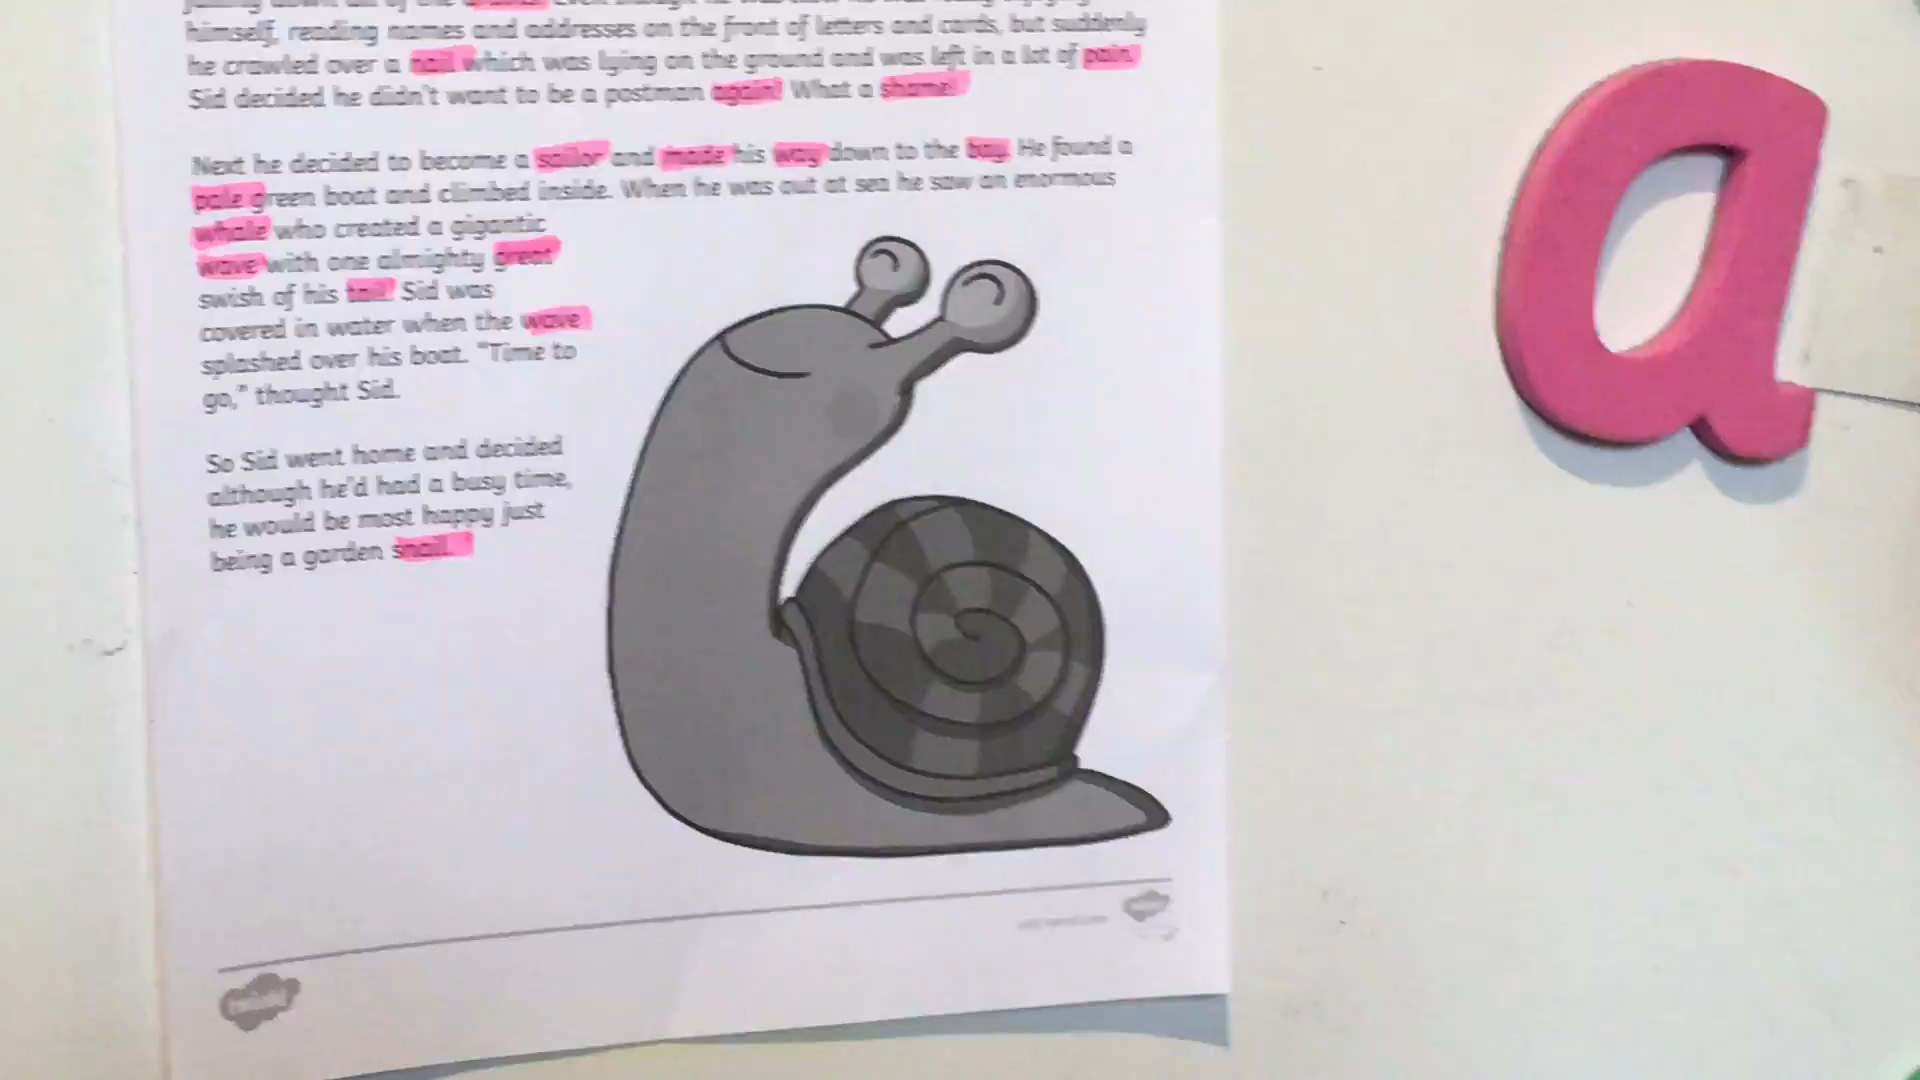 himself, reading names and addresses on the front of letters and cards, but suddenly
he crawled over a nail which was lying on the ground and was left in a lot of pain.
Sid decided he didn't want to be a postman again! What a shame!
Next he decided to become a sailor and made his way down to the bay. He found a
pale green boat and climbed inside. When he was out at sea he saw an enormous
whale who created a gigantic
wave with one almighty great
swish of his tail. Sid was
covered in water when the wave
splashed over his boat. "Time to
go," thought Sid.
So Sid went home and decided
although he'd had a busy time,
he would be most happy just
being a garden snail.
a